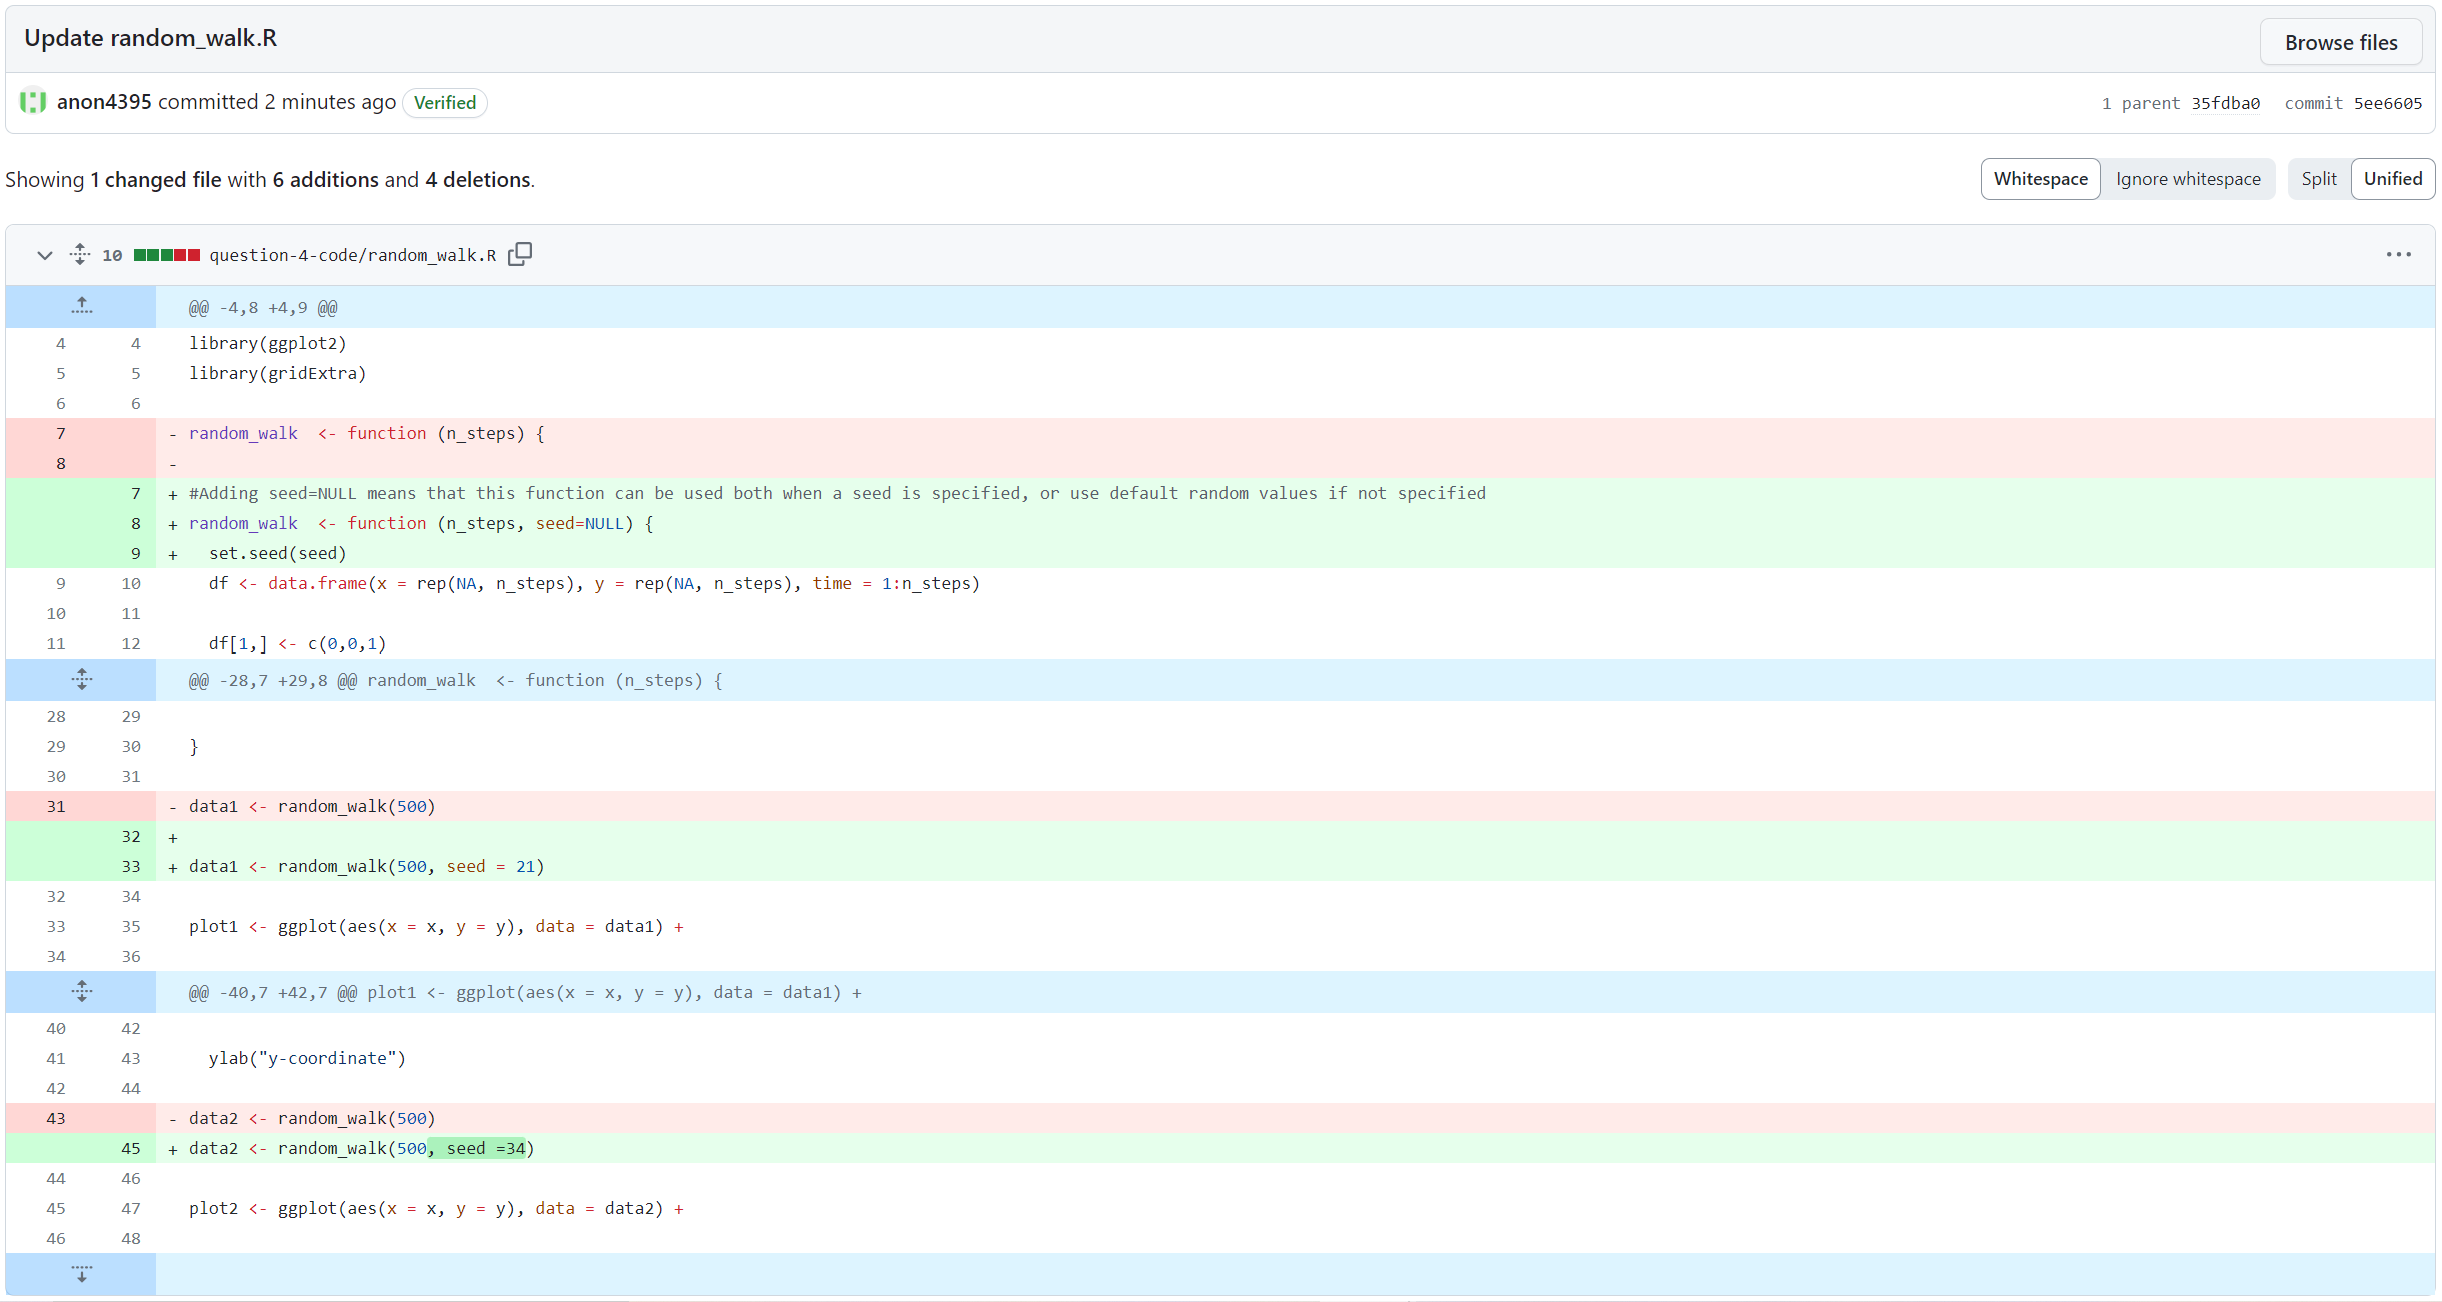 Update random_walk.R
Browse files
anon4395 committed 2 minutes ago Verified
1 parent 35fdba0 commit 5ee6605
Showing 1 changed file with 6 additions and 4 deletions.
Whitespace Ignore whitespace Split Unified
10 question-4-code/random_walk.R
@@ -4,8 +4,9 @@
4 4 library(ggplot2)
5 5 library(gridExtra)
6 6
7 - random_walk  <- function (n_steps) {
8 -
7 + #Adding seed=NULL means that this function can be used both when a seed is specified, or use default random values if not specified
8 + random_walk  <- function (n_steps, seed=NULL) {
9 +   set.seed(seed)
9 10   df <- data.frame(x = rep(NA, n_steps), y = rep(NA, n_steps), time = 1:n_steps)
10 11
11 12   df[1,] <- c(0,0,1)
@@ -28,7 +29,8 @@ random_walk  <- function (n_steps) {
28 29
29 30 }
30 31
31 - data1 <- random_walk(500)
32 +
33 + data1 <- random_walk(500, seed = 21)
32 34
33 35 plot1 <- ggplot(aes(x = x, y = y), data = data1) +
34 36
@@ -40,7 +42,7 @@ plot1 <- ggplot(aes(x = x, y = y), data = data1) +
40 42
41 43   ylab("y-coordinate")
42 44
43 - data2 <- random_walk(500)
45 + data2 <- random_walk(500, seed =34)
44 46
45 47 plot2 <- ggplot(aes(x = x, y = y), data = data2) +
46 48